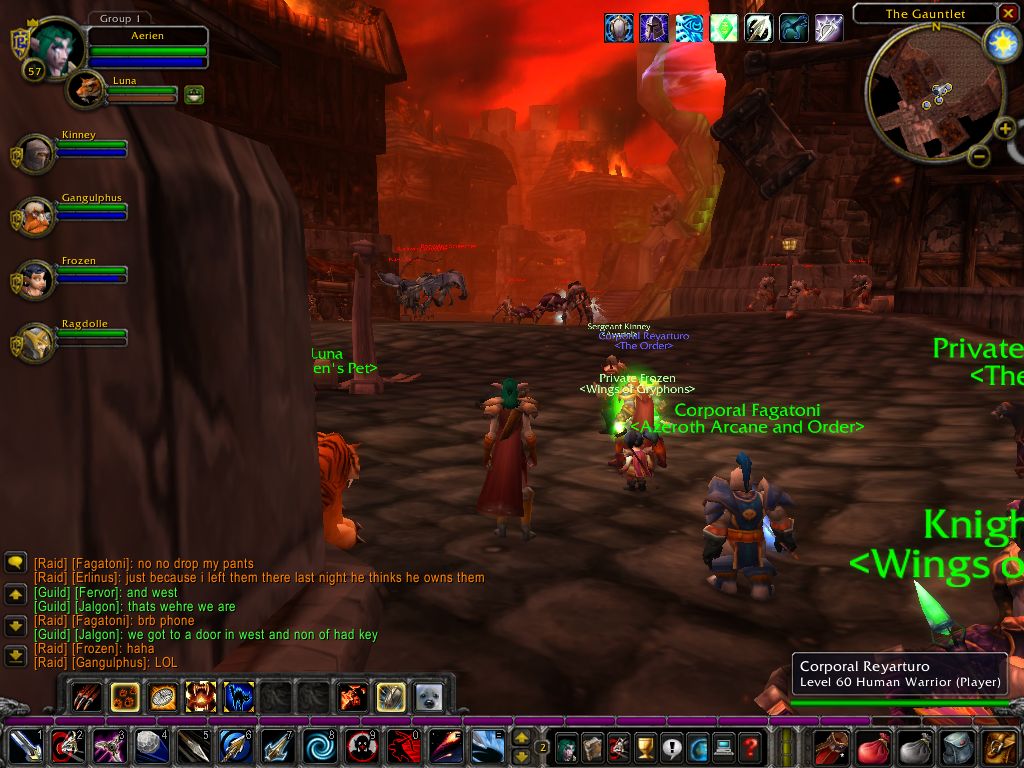 Group 1
Aerien
57
Luna
Kinney
Gangulphus
Frozen
Ragdolle
The Gauntlet
N
Sergeant Kinney
Corporal Reyarturo
<The Order>
Luna
en's Pet>
Private Frozen
<Wings of Gryphons>
Corporal Fagatoni
<Azeroth Arcane and Order>
Private
<The
Knigh
<Wings o
[Raid] [Fagatoni]: no no drop my pants
[Raid] [Erlinus]: just because i left them there last night he thinks he owns them
[Guild] [Fervor]: and west
[Guild] [Jalgon]: thats wehre we are
[Raid] [Fagatoni]: brb phone
[Guild] [Jalgon]: we got to a door in west and non of had key
[Raid] [Frozen]: haha
[Raid] [Gangulphus]: LOL
Corporal Reyarturo
Level 60 Human Warrior (Player)
2 3 4 5 6 7 8 9 0 E
2